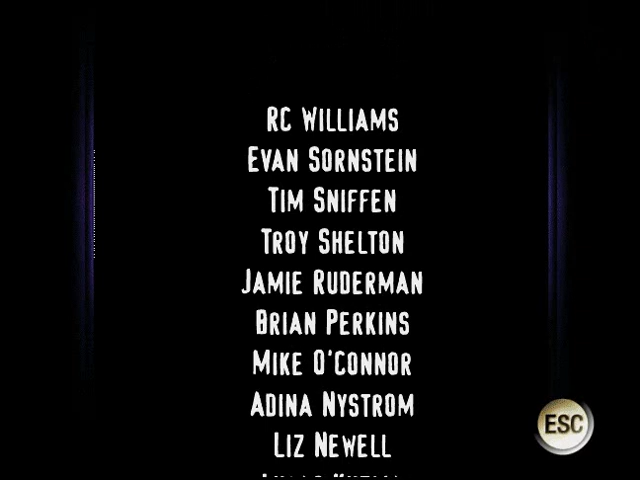 RC WILLIAMS
EVAN SORNSTEIN
TIM SNIFFEN
TROY SHELTON
JAMIE RUDERMAN
BRIAN PERKINS
MIKE O'CONNOR
ADINA NYSTROM
ESC
LIZ NEWELL